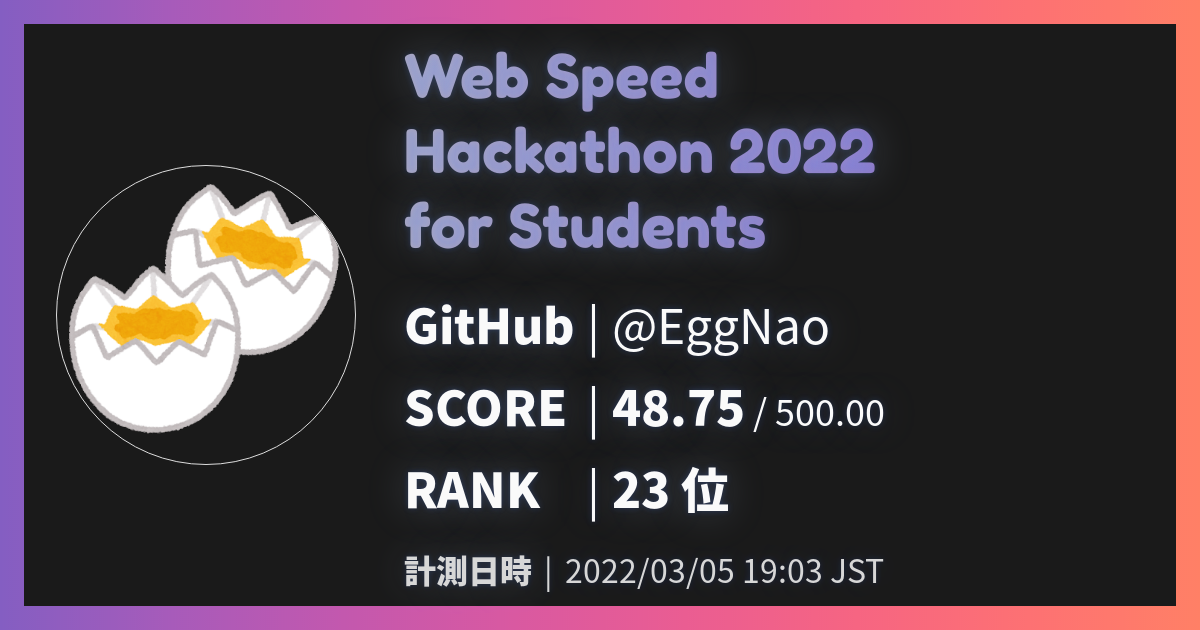 Web Speed
Hackathon 2022
for Students
GitHub | @EggNao
SCORE | 48.75 / 500.00
RANK | 23 位
計測日時 | 2022/03/05 19:03 JST